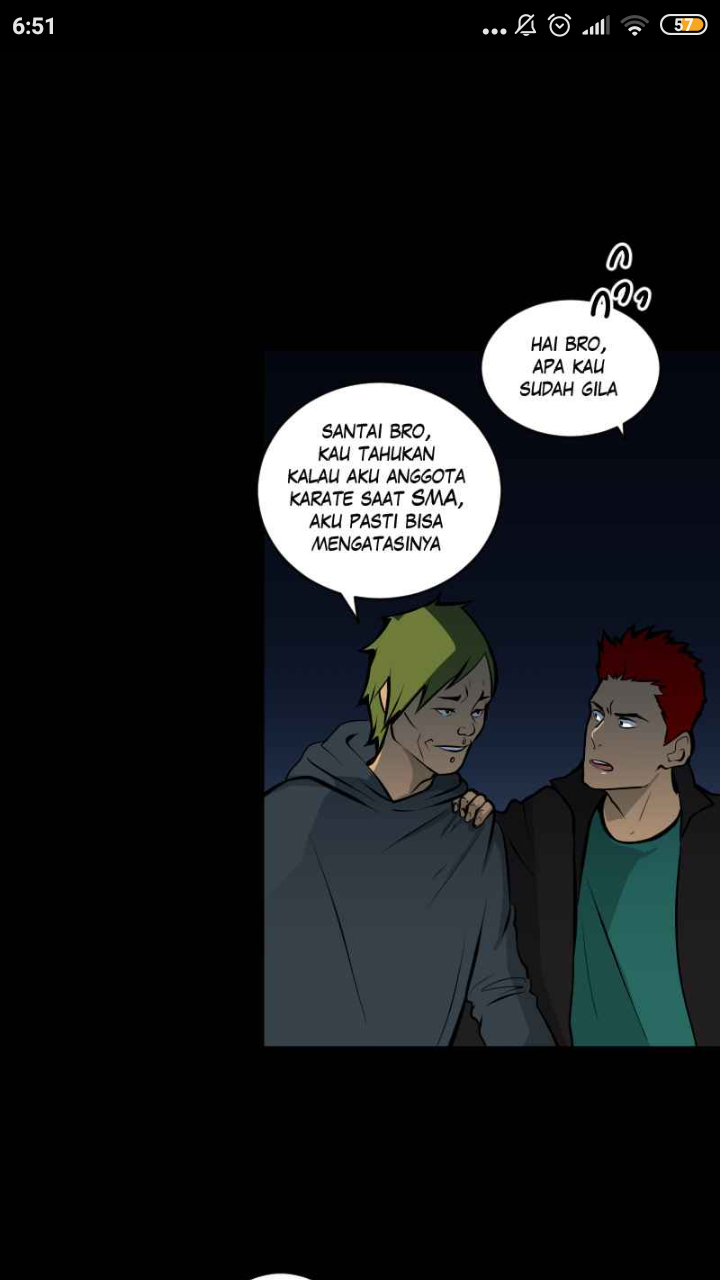 6:51
57
HAI BRO,
APA KAU
SUDAH GILA
SANTAI BRO,
KAU TAHUKAN
KALAU AKU ANGGOTA
KARATE SAAT SMA,
AKU PASTI BISA
MENGATASINYA